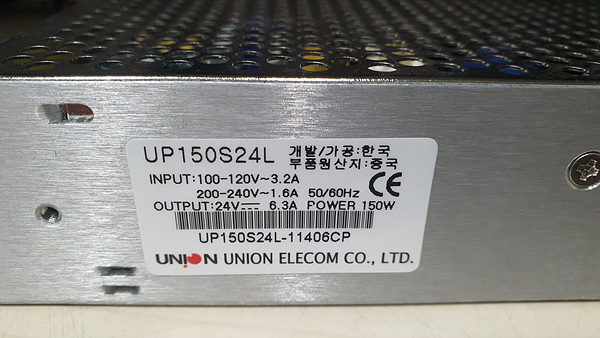 UP150S24L
개발/가공:한국
부품원산지:중국
INPUT:100-120V~3.2A
200-240V~1.6A 50/60Hz
CE
OUTPUT:24V⎓ 6.3A POWER 150W
UP150S24L-11406CP
UNION UNION ELECOM CO., LTD.